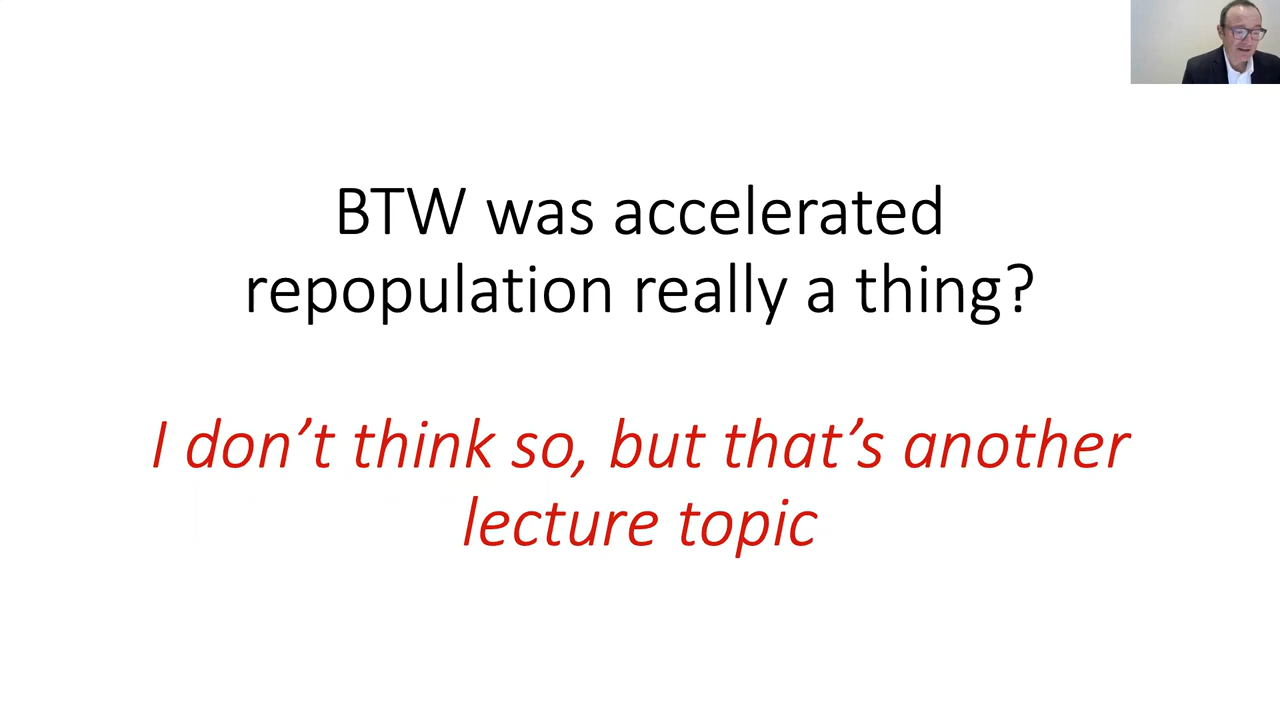 BTW was accelerated
repopulation really a thing?
I don’t think so, but that’s another
lecture topic